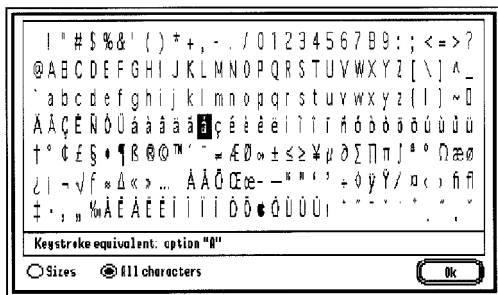 ! " # $ % & ' ( ) * + , - . / 0 1 2 3 4 5 6 7 8 9 : ; < = > ?
@ A B C D E F G H I J K L M N O P Q R S T U V W X Y Z [ \ ] ^ _
` a b c d e f g h i j k l m n o p q r s t u v w x y z { | } ~
Ä Å Ç É Ñ Ö Ü á à â ä ã å ç é è ê ë í ì î ï ñ ó ò ô ö õ ú ù û ü
† ° ¢ £ § • ¶ ß ® © ™ ´ ¨ ≠ Æ Ø ∞ ± ≤ ≥ ¥ µ ∂ ∑ ∏ π ∫ ª º Ω æ ø
¿ ¡ ¬ √ ƒ ≈ ∆ « » … À Ã Õ Œ œ – — “ ” ‘ ’ ÷ ◊ ÿ Ÿ ⁄ ¤ ‹ › ﬁ ﬂ
‡ · ‚ „ ‰ Â Ê Á Ë È Í Î Ï Ì Ó Ô Ò Ú Û Ù ı ˆ ˜ ¯ ˘ ˙ ˚ ¸ ˝ ˛ ˇ
Keystroke equivalent: option "A"
Sizes All characters Ok